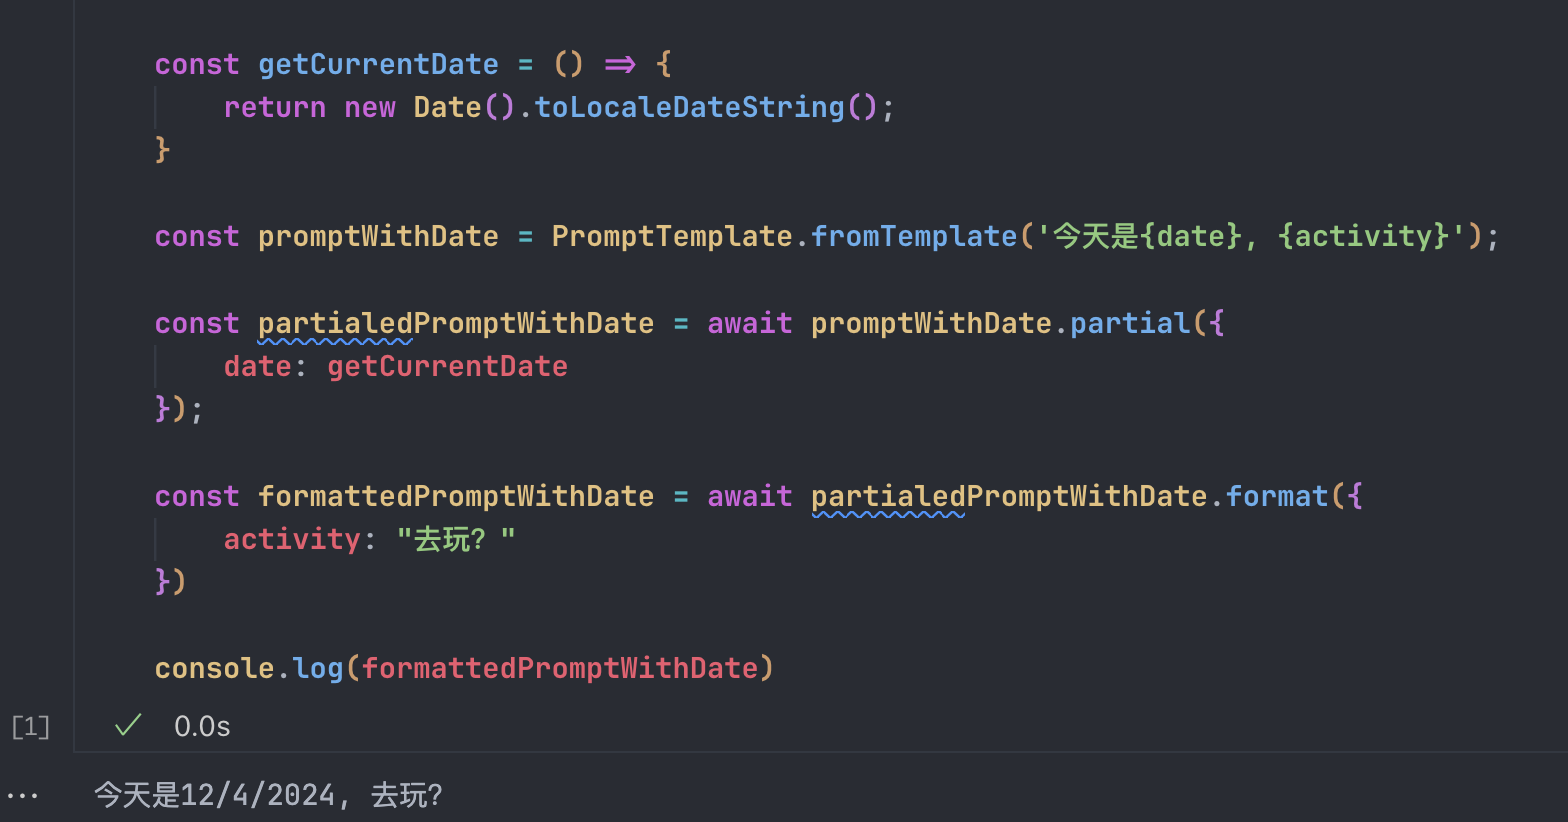 const getCurrentDate = () => {
return new Date().toLocaleDateString();
}
const promptWithDate = PromptTemplate.fromTemplate('今天是{date}, {activity}');
const partialedPromptWithDate = await promptWithDate.partial({
date: getCurrentDate
});
const formattedPromptWithDate = await partialedPromptWithDate.format({
activity: "去玩？"
})
console.log(formattedPromptWithDate)
[1] ✓ 0.0s
... 今天是12/4/2024, 去玩？